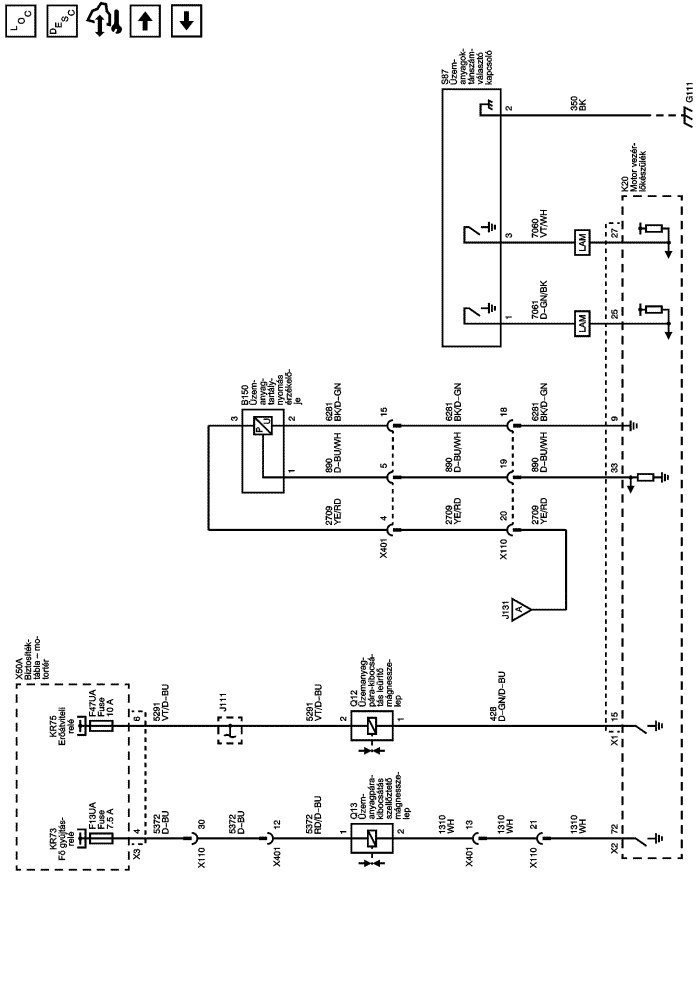 LOC
DESC
S87
Üzem-
anyagok-
tánszám-
választó
kapcsoló
2
350
BK
G111
3
7060
VT/WH
LAM
27
1
7061
D-GN/BK
LAM
25
K20
Motor vezér-
lőkészülék
B150
Üzem-
anyag-
tartály-
nyomás
érzékelő-
je
P
U
3
2
1
6281
BK/D-GN
15
6281
BK/D-GN
18
6281
BK/D-GN
9
890
D-BU/WH
5
890
D-BU/WH
19
890
D-BU/WH
33
2709
YE/RD
4
X401
2709
YE/RD
20
X110
2709
YE/RD
J131
A
X50A
Biztosíték-
tábla – mo-
tortér
KR75
Erőátviteli
relé
F47UA
Fuse
10 A
6
5291
VT/D-BU
J111
5291
VT/D-BU
2
Q12
Üzemanyag-
pára-kibocsá-
tás leürítő
mágnessze-
lep
1
428
D-GN/D-BU
15
X1
KR73
Fő gyújtás-
relé
F13UA
Fuse
7.5 A
4
X3
5372
D-BU
30
X110
5372
D-BU
12
X401
5372
RD/D-BU
1
Q13
Üzem-
anyagpára-
kibocsátás
szellőztető
mágnessze-
lep
2
1310
WH
13
X401
1310
WH
21
X110
1310
WH
72
X2